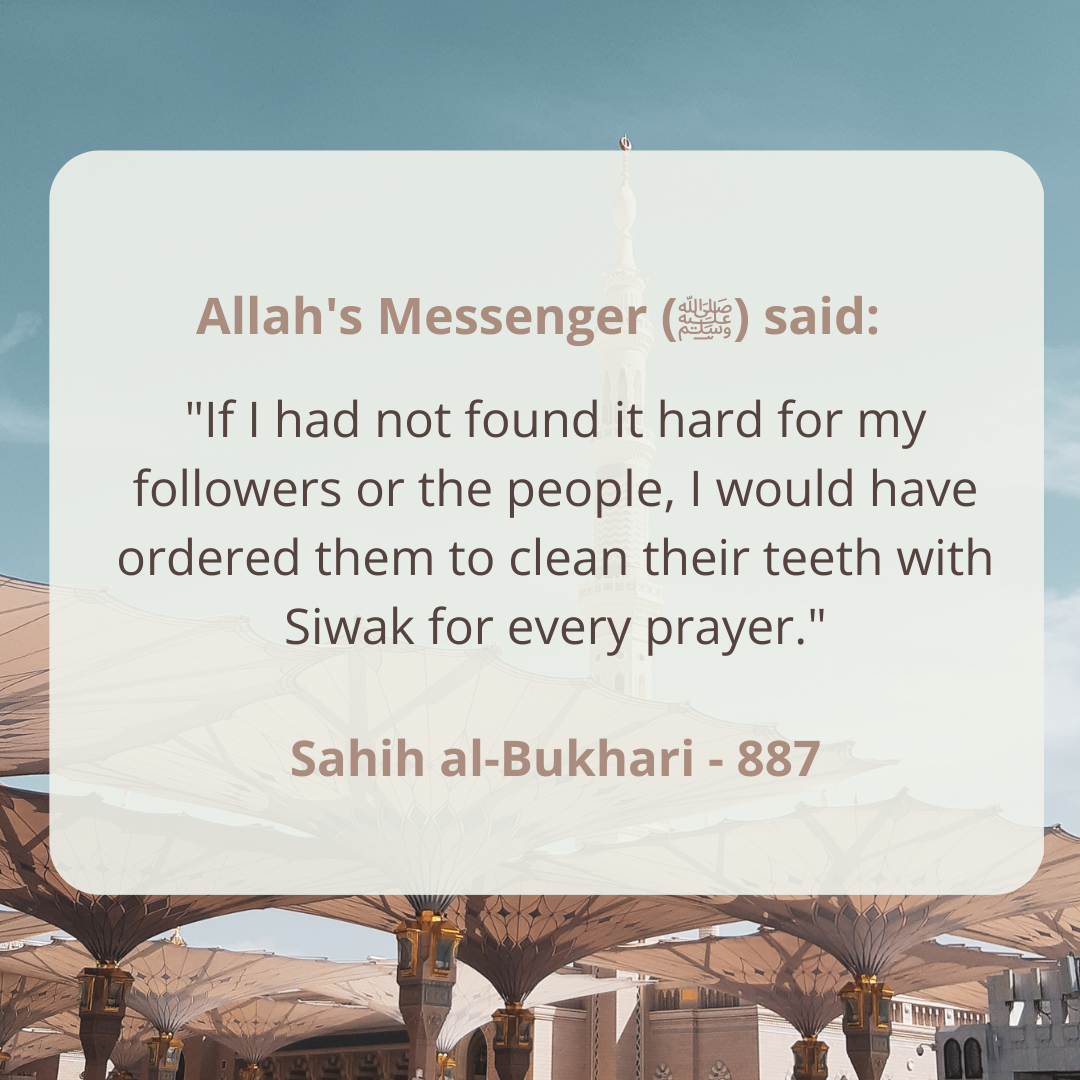 Allah's Messenger (ﷺ) said:
"If I had not found it hard for my
followers or the people, I would have
ordered them to clean their teeth with
Siwak for every prayer."
Sahih al-Bukhari - 887